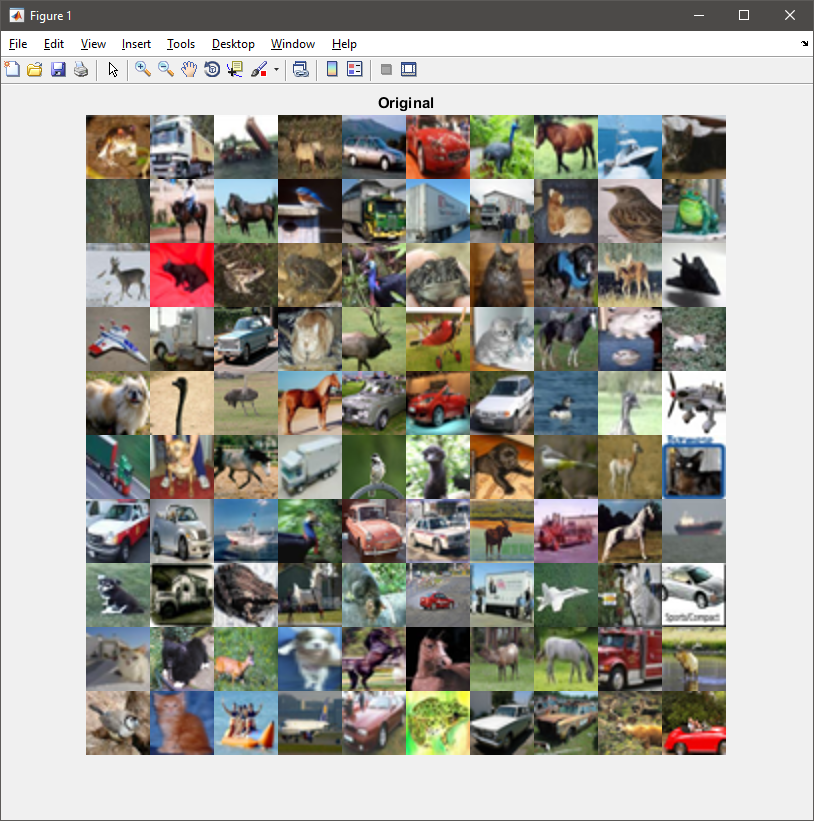 Figure 1
File Edit View Insert Tools Desktop Window Help
Original
Sports/Compact